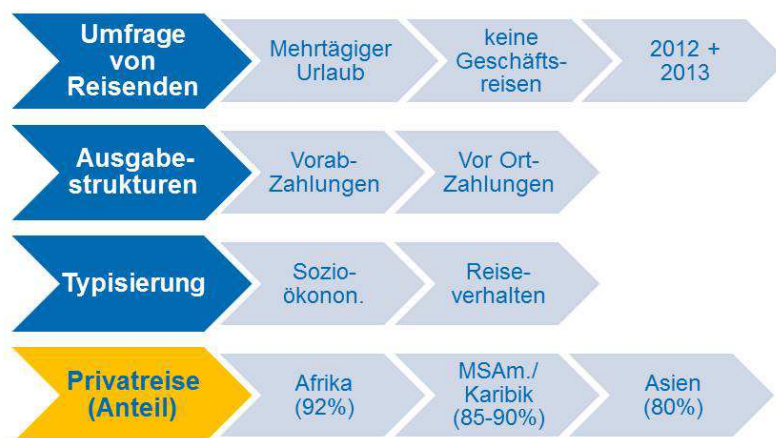 Umfrage
von
Reisenden
Mehrtägiger
Urlaub
keine
Geschäfts-
reisen
2012 +
2013
Ausgabe-
strukturen
Vorab-
Zahlungen
Vor Ort-
Zahlungen
Typisierung
Sozio-
ökonon.
Reise-
verhalten
Privatreise
(Anteil)
Afrika
(92%)
MSAm./
Karibik
(85-90%)
Asien
(80%)